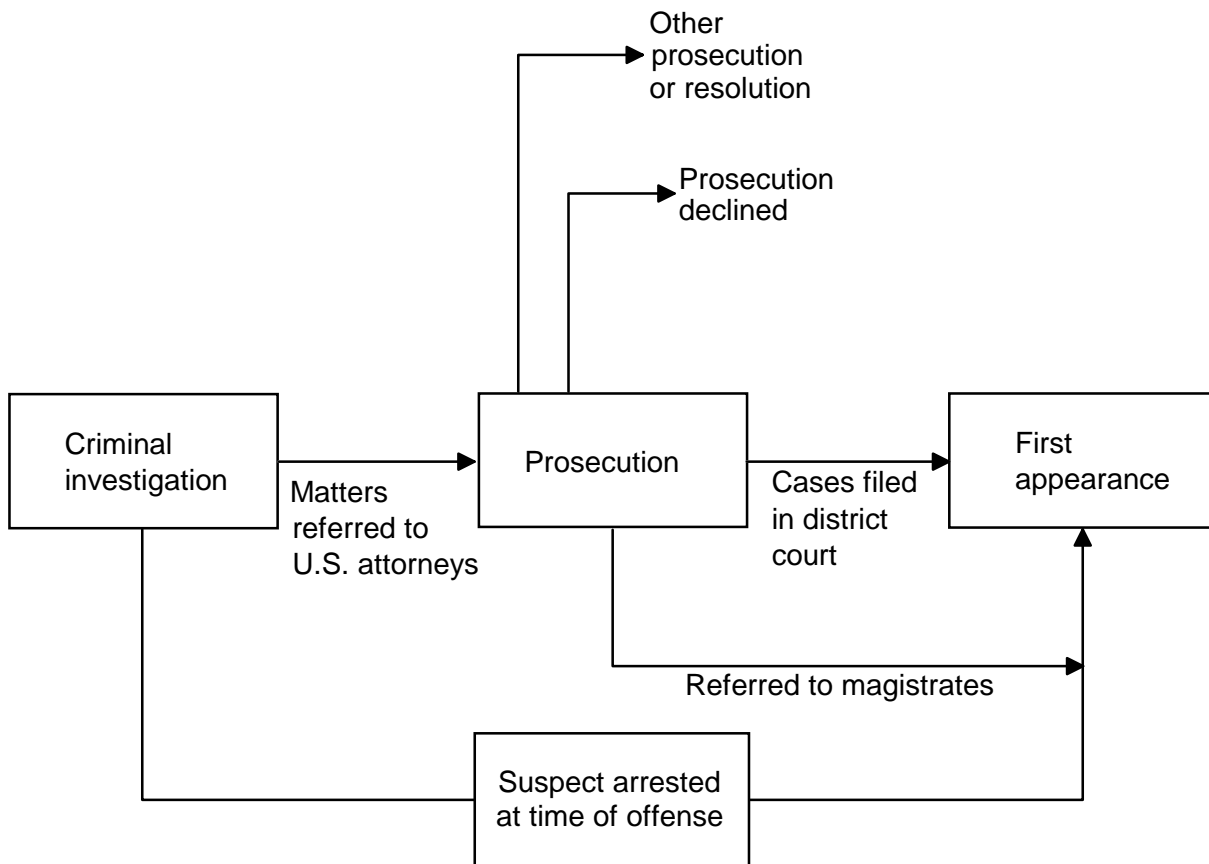 Other
prosecution
or resolution
Prosecution
declined
Criminal
investigation
Matters
referred to
U.S. attorneys
Prosecution
Cases filed
in district
court
First
appearance
Referred to magistrates
Suspect arrested
at time of offense